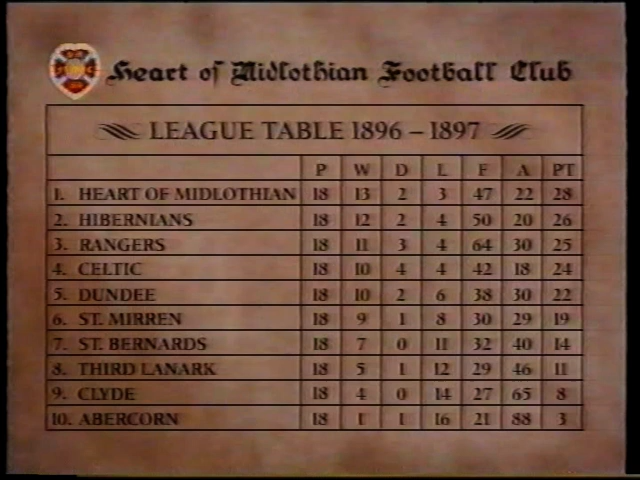 Heart of Midlothian Football Club
LEAGUE TABLE 1896 – 1897
P W D L F A PT
1. HEART OF MIDLOTHIAN 18 13 2 3 47 22 28
2. HIBERNIANS 18 12 2 4 50 20 26
3. RANGERS 18 11 3 4 64 30 25
4. CELTIC 18 10 4 4 42 18 24
5. DUNDEE 18 10 2 6 38 30 22
6. ST. MIRREN 18 9 1 8 30 29 19
7. ST. BERNARDS 18 7 0 11 32 40 14
8. THIRD LANARK 18 5 1 12 29 46 11
9. CLYDE 18 4 0 14 27 65 8
10. ABERCORN 18 1 1 16 21 88 3